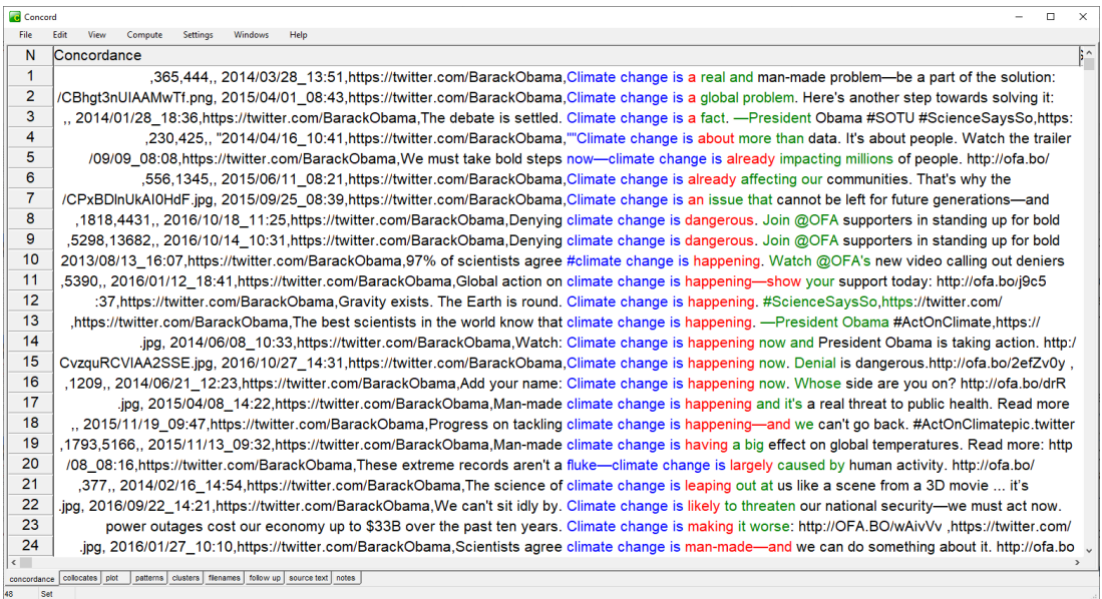 Concord
File Edit View Compute Settings Windows Help
N Concordance
1 ,365,444,, 2014/03/28_13:51,https://twitter.com/BarackObama,Climate change is a real and man-made problem—be a part of the solution:
2 /CBhgt3nUIAAMwTf.png, 2015/04/01_08:43,https://twitter.com/BarackObama,Climate change is a global problem. Here's another step towards solving it:
3 ,, 2014/01/28_18:36,https://twitter.com/BarackObama,The debate is settled. Climate change is a fact. —President Obama #SOTU #ScienceSaysSo,https:
4 ,230,425,, "2014/04/16_10:41,https://twitter.com/BarackObama,""Climate change is about more than data. It's about people. Watch the trailer
5 /09/09_08:08,https://twitter.com/BarackObama,We must take bold steps now—climate change is already impacting millions of people. http://ofa.bo/
6 ,556,1345,, 2015/06/11_08:21,https://twitter.com/BarackObama,Climate change is already affecting our communities. That's why the
7 /CPxBDlnUkAI0HdF.jpg, 2015/09/25_08:39,https://twitter.com/BarackObama,Climate change is an issue that cannot be left for future generations—and
8 ,1818,4431,, 2016/10/18_11:25,https://twitter.com/BarackObama,Denying climate change is dangerous. Join @OFA supporters in standing up for bold
9 ,5298,13682,, 2016/10/14_10:31,https://twitter.com/BarackObama,Denying climate change is dangerous. Join @OFA supporters in standing up for bold
10 2013/08/13_16:07,https://twitter.com/BarackObama,97% of scientists agree #climate change is happening. Watch @OFA's new video calling out deniers
11 ,5390,, 2016/01/12_18:41,https://twitter.com/BarackObama,Global action on climate change is happening—show your support today: http://ofa.bo/j9c5
12 :37,https://twitter.com/BarackObama,Gravity exists. The Earth is round. Climate change is happening. #ScienceSaysSo,https://twitter.com/
13 ,https://twitter.com/BarackObama,The best scientists in the world know that climate change is happening. —President Obama #ActOnClimate,https://
14 .jpg, 2014/06/08_10:33,https://twitter.com/BarackObama,Watch: Climate change is happening now and President Obama is taking action. http:/
15 CvzquRCVIAA2SSE.jpg, 2016/10/27_14:31,https://twitter.com/BarackObama,Climate change is happening now. Denial is dangerous.http://ofa.bo/2efZv0y ,
16 ,1209,, 2014/06/21_12:23,https://twitter.com/BarackObama,Add your name: Climate change is happening now. Whose side are you on? http://ofa.bo/drR
17 .jpg, 2015/04/08_14:22,https://twitter.com/BarackObama,Man-made climate change is happening and it's a real threat to public health. Read more
18 ,, 2015/11/19_09:47,https://twitter.com/BarackObama,Progress on tackling climate change is happening—and we can't go back. #ActOnClimatepic.twitter
19 ,1793,5166,, 2015/11/13_09:32,https://twitter.com/BarackObama,Man-made climate change is having a big effect on global temperatures. Read more: http
20 /08_08:16,https://twitter.com/BarackObama,These extreme records aren't a fluke—climate change is largely caused by human activity. http://ofa.bo/
21 ,377,, 2014/02/16_14:54,https://twitter.com/BarackObama,The science of climate change is leaping out at us like a scene from a 3D movie ... it's
22 .jpg, 2016/09/22_14:21,https://twitter.com/BarackObama,We can't sit idly by. Climate change is likely to threaten our national security—we must act now.
23 power outages cost our economy up to $33B over the past ten years. Climate change is making it worse: http://OFA.BO/wAivVv ,https://twitter.com/
24 .jpg, 2016/01/27_10:10,https://twitter.com/BarackObama,Scientists agree climate change is man-made—and we can do something about it. http://ofa.bo
concordance collocates plot patterns clusters filenames follow up source text notes
48 Set